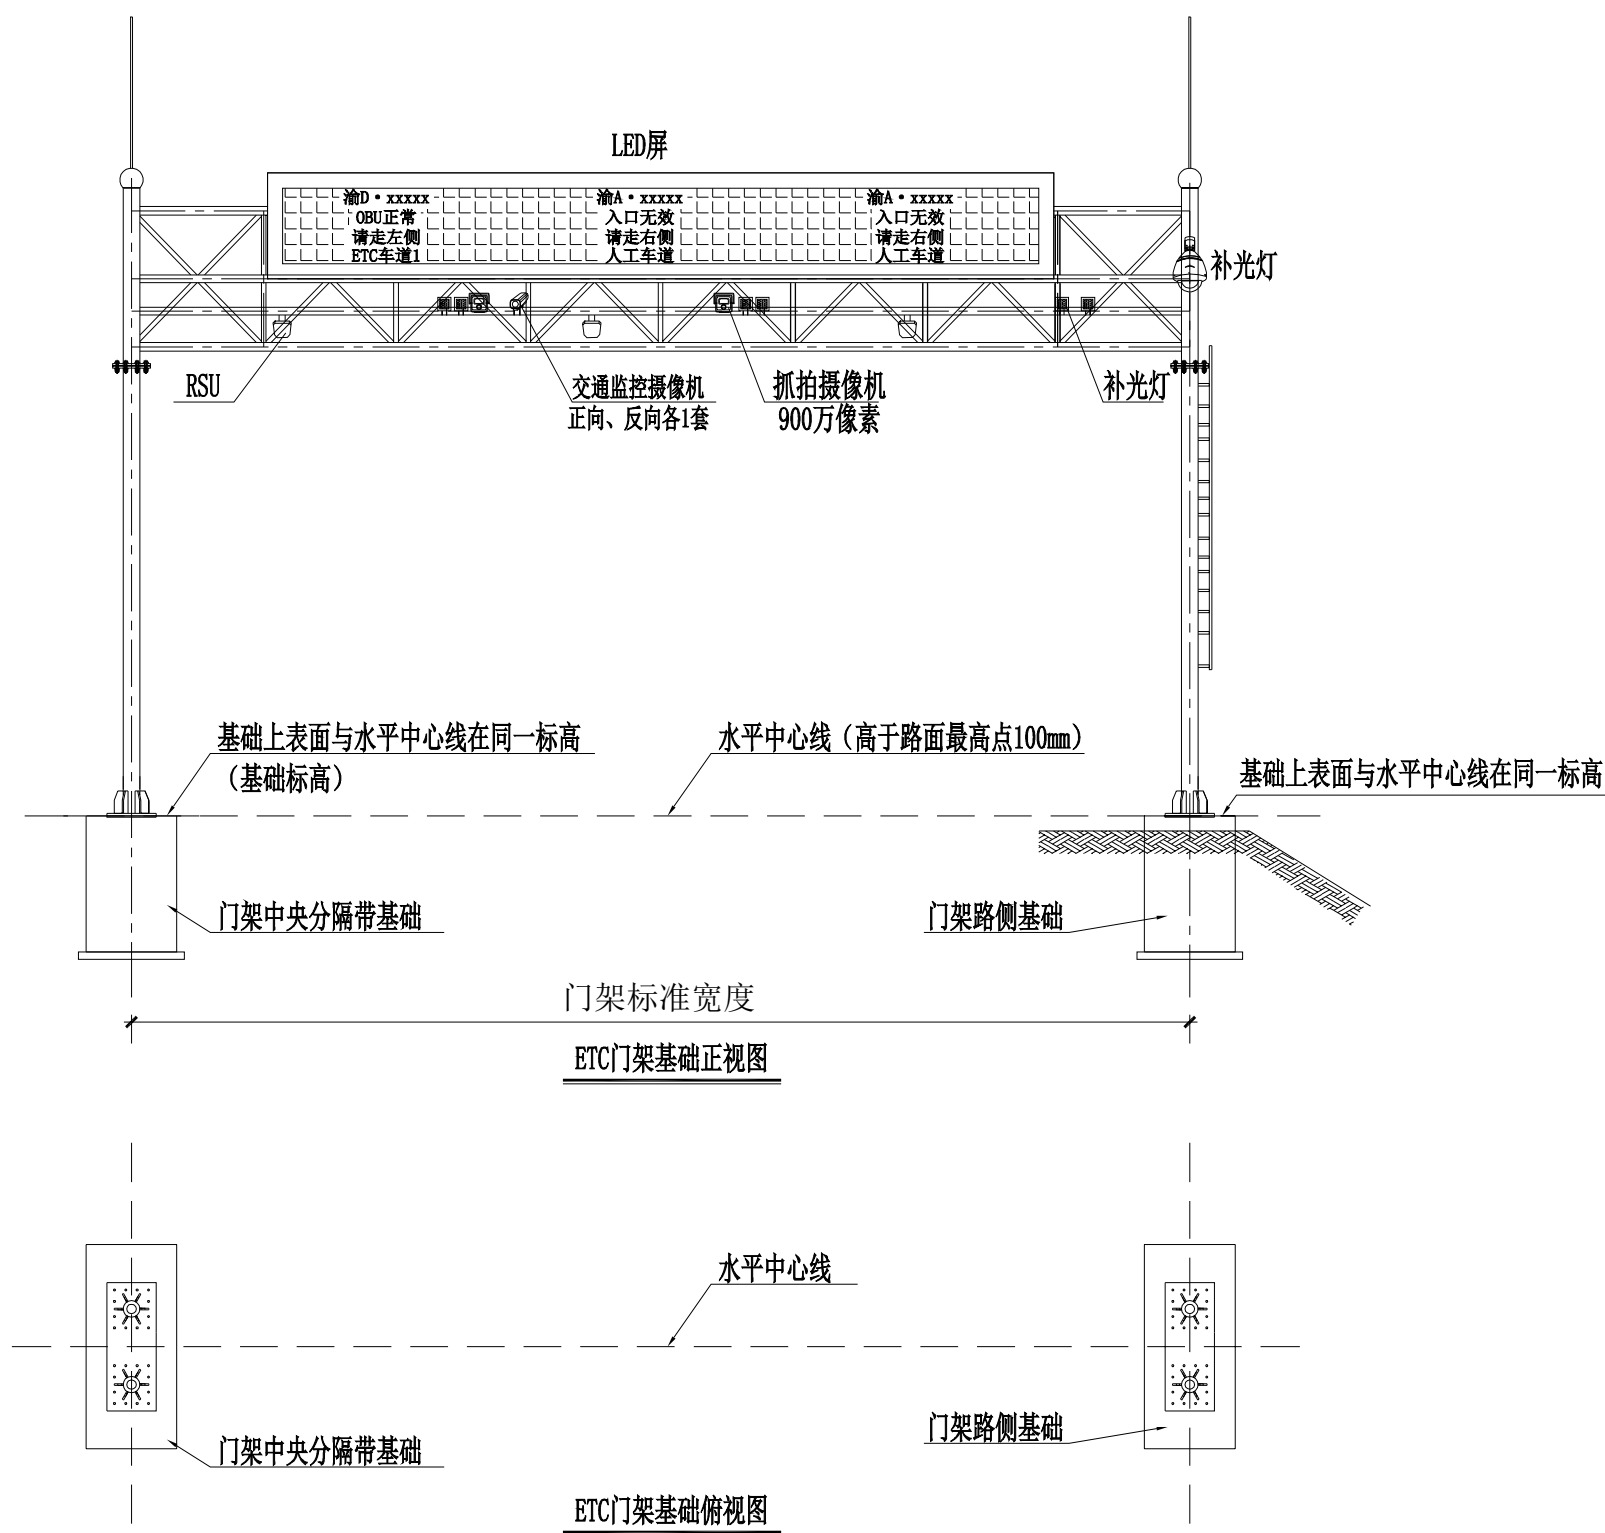 LED屏
渝D·xxxxx
OBU正常
请走左侧
ETC车道1
渝A·xxxxx
入口无效
请走右侧
人工车道
渝A·xxxxx
入口无效
请走右侧
人工车道
补光灯
RSU
交通监控摄像机
正向、反向各1套
抓拍摄像机
900万像素
补光灯
基础上表面与水平中心线在同一标高
（基础标高）
水平中心线（高于路面最高点100mm）
基础上表面与水平中心线在同一标高
门架中央分隔带基础
门架路侧基础
门架标准宽度
ETC门架基础正视图
水平中心线
门架中央分隔带基础
门架路侧基础
ETC门架基础俯视图